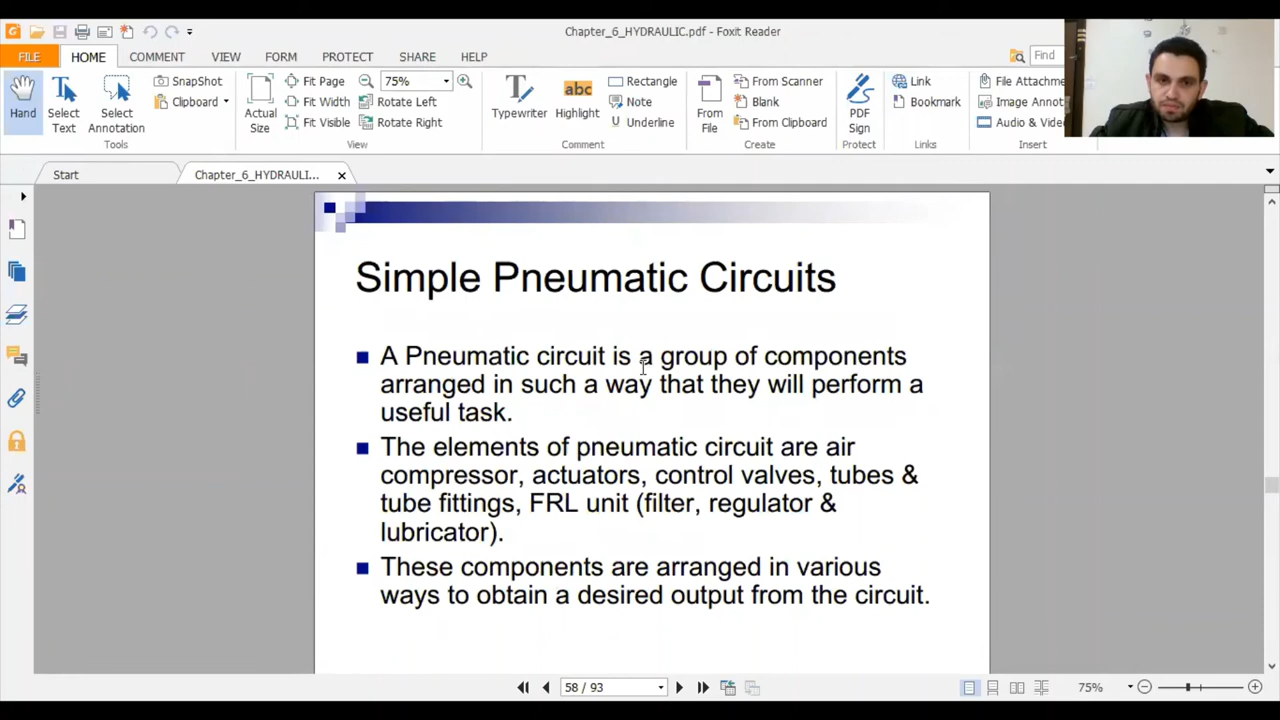 Chapter_6_HYDRAULIC.pdf - Foxit Reader
FILE HOME COMMENT VIEW FORM PROTECT SHARE HELP Find
Hand
Select Text
Select Annotation
SnapShot
Clipboard
Tools
Actual Size
Fit Page
Fit Width
Fit Visible
75%
Rotate Left
Rotate Right
View
Typewriter
Highlight
Rectangle
Note
Underline
Comment
From File
From Scanner
Blank
From Clipboard
Create
PDF Sign
Protect
Link
Bookmark
Links
File Attachme
Image Annot
Audio & Vide
Insert
Start Chapter_6_HYDRAULI...
Simple Pneumatic Circuits
A Pneumatic circuit is a group of components
arranged in such a way that they will perform a
useful task.
The elements of pneumatic circuit are air
compressor, actuators, control valves, tubes &
tube fittings, FRL unit (filter, regulator &
lubricator).
These components are arranged in various
ways to obtain a desired output from the circuit.
58 / 93 75%